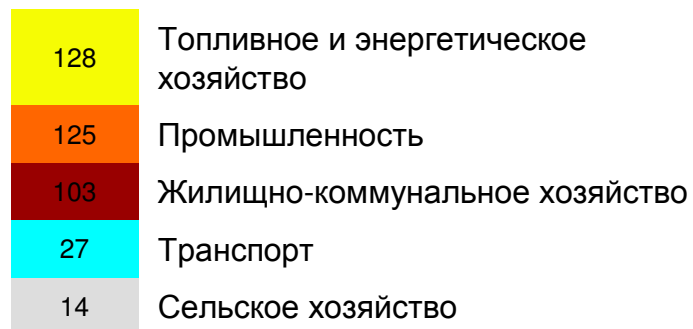 128 Топливное и энергетическое
хозяйство
125 Промышленность
103 Жилищно-коммунальное хозяйство
27 Транспорт
14 Сельское хозяйство